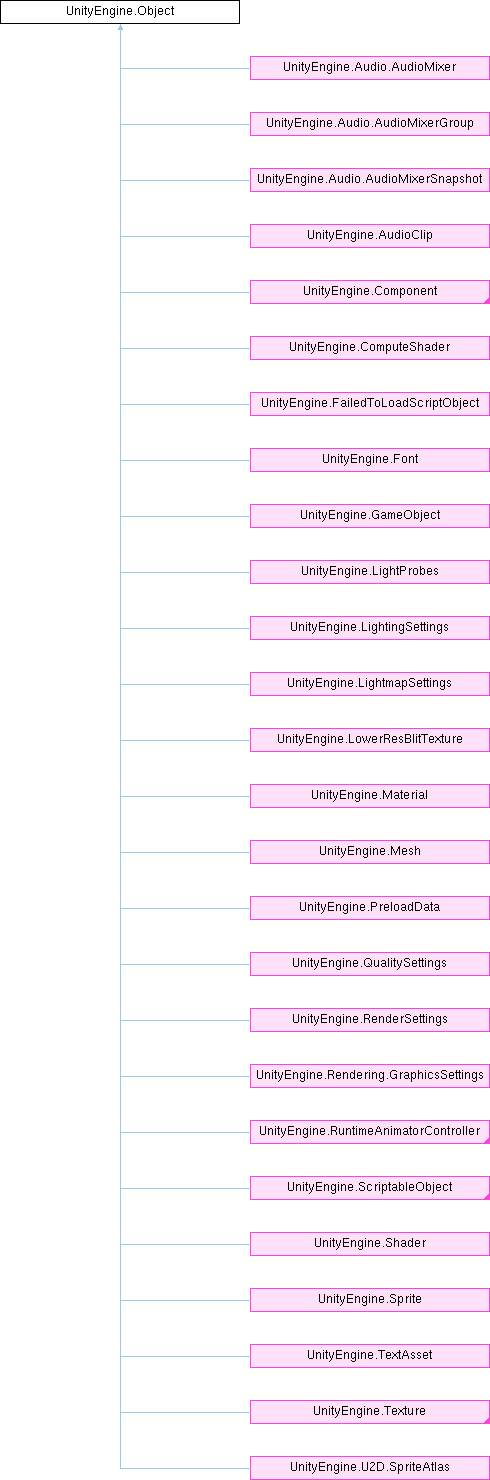 UnityEngine.Object
UnityEngine.Audio.AudioMixer
UnityEngine.Audio.AudioMixerGroup
UnityEngine.Audio.AudioMixerSnapshot
UnityEngine.AudioClip
UnityEngine.Component
UnityEngine.ComputeShader
UnityEngine.FailedToLoadScriptObject
UnityEngine.Font
UnityEngine.GameObject
UnityEngine.LightProbes
UnityEngine.LightingSettings
UnityEngine.LightmapSettings
UnityEngine.LowerResBlitTexture
UnityEngine.Material
UnityEngine.Mesh
UnityEngine.PreloadData
UnityEngine.QualitySettings
UnityEngine.RenderSettings
UnityEngine.Rendering.GraphicsSettings
UnityEngine.RuntimeAnimatorController
UnityEngine.ScriptableObject
UnityEngine.Shader
UnityEngine.Sprite
UnityEngine.TextAsset
UnityEngine.Texture
UnityEngine.U2D.SpriteAtlas